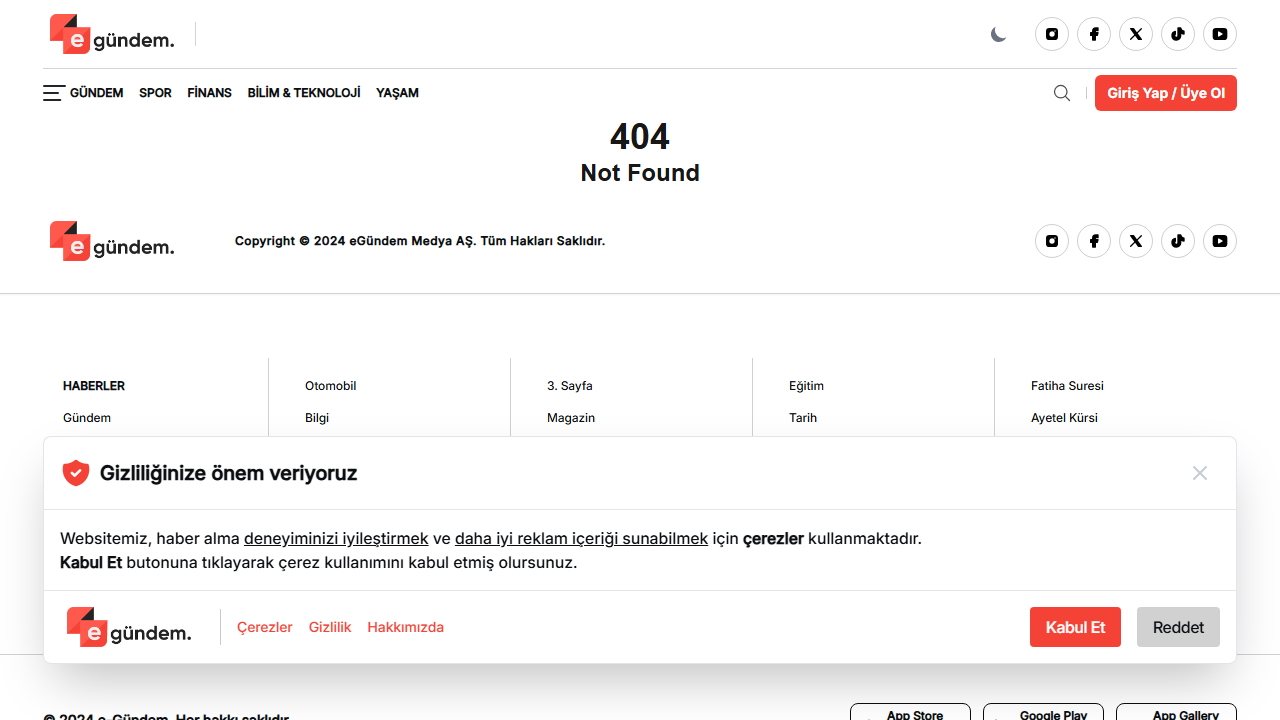 e gündem.
GÜNDEM SPOR FİNANS BİLİM & TEKNOLOJİ YAŞAM
Giriş Yap / Üye Ol
404
Not Found
e gündem.
Copyright © 2024 eGündem Medya AŞ. Tüm Hakları Saklıdır.
HABERLER
Otomobil
3. Sayfa
Eğitim
Fatiha Suresi
Gündem
Bilgi
Magazin
Tarih
Ayetel Kürsi
Gizliliğinize önem veriyoruz
Websitemiz, haber alma deneyiminizi iyileştirmek ve daha iyi reklam içeriği sunabilmek için çerezler kullanmaktadır.
Kabul Et butonuna tıklayarak çerez kullanımını kabul etmiş olursunuz.
e gündem.
Çerezler Gizlilik Hakkımızda
Kabul Et
Reddet
© 2024 e-Gündem. Her hakkı saklıdır.
App Store
Google Play
App Gallery